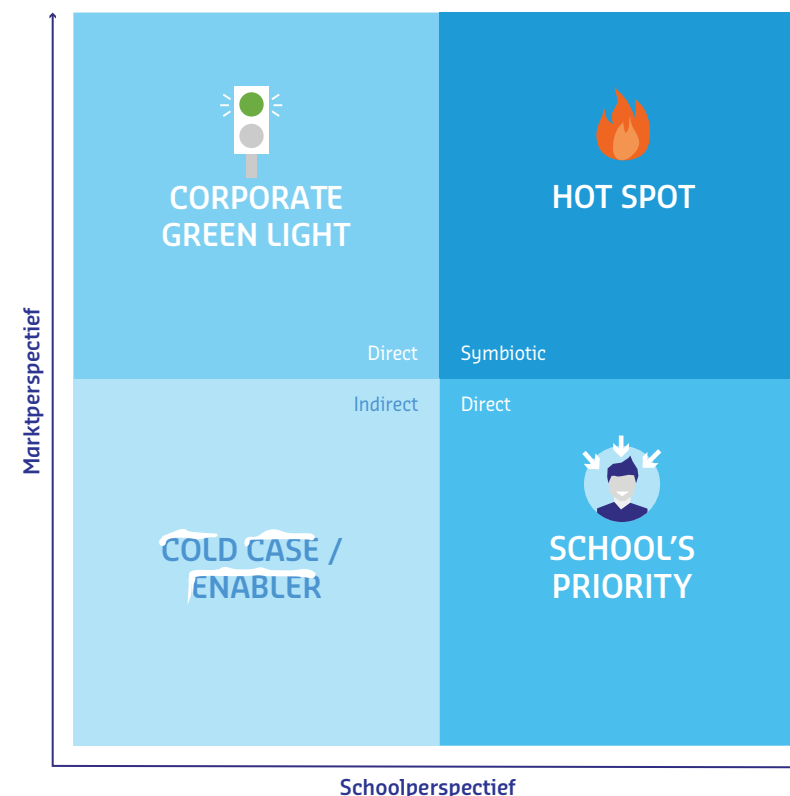 CORPORATE
GREEN LIGHT
HOT SPOT
Direct
Symbiotic
Indirect
Direct
COLD CASE /
ENABLER
SCHOOL'S
PRIORITY
Marktperspectief
Schoolperspectief